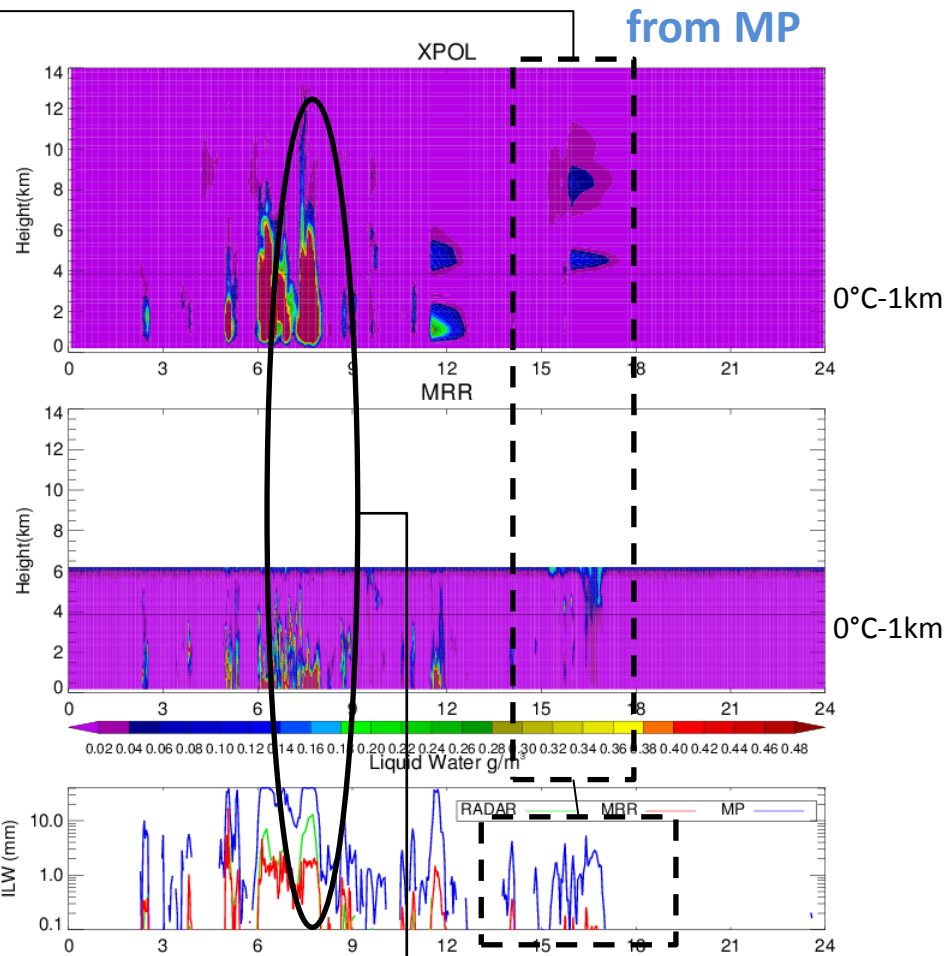 from MP
XPOL
14
12
10
8
6
4
2
0
Height(km)
0°C-1km
0 3 6 9 12 15 18 21 24
MRR
14
12
10
8
6
4
2
0
Height(km)
0°C-1km
0 3 6 9 12 15 18 21 24
0.02 0.04 0.06 0.08 0.10 0.12 0.14 0.16 0.18 0.20 0.22 0.24 0.26 0.28 0.30 0.32 0.34 0.36 0.38 0.40 0.42 0.44 0.46 0.48
Liquid Water g/m³
RADAR MRR MP
10.0
1.0
0.1
ILW (mm)
0 3 6 9 12 15 18 21 24